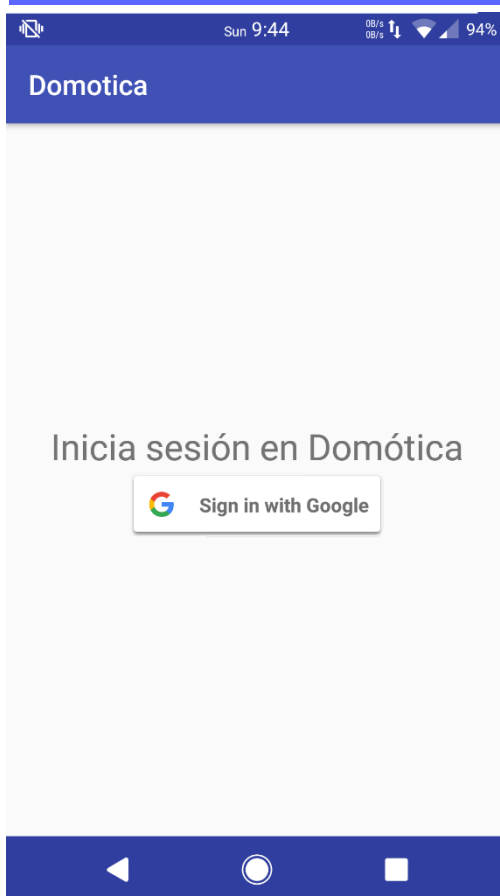 Sun 9:44
0B/s
0B/s
94%
Domotica
Inicia sesión en Domótica
Sign in with Google